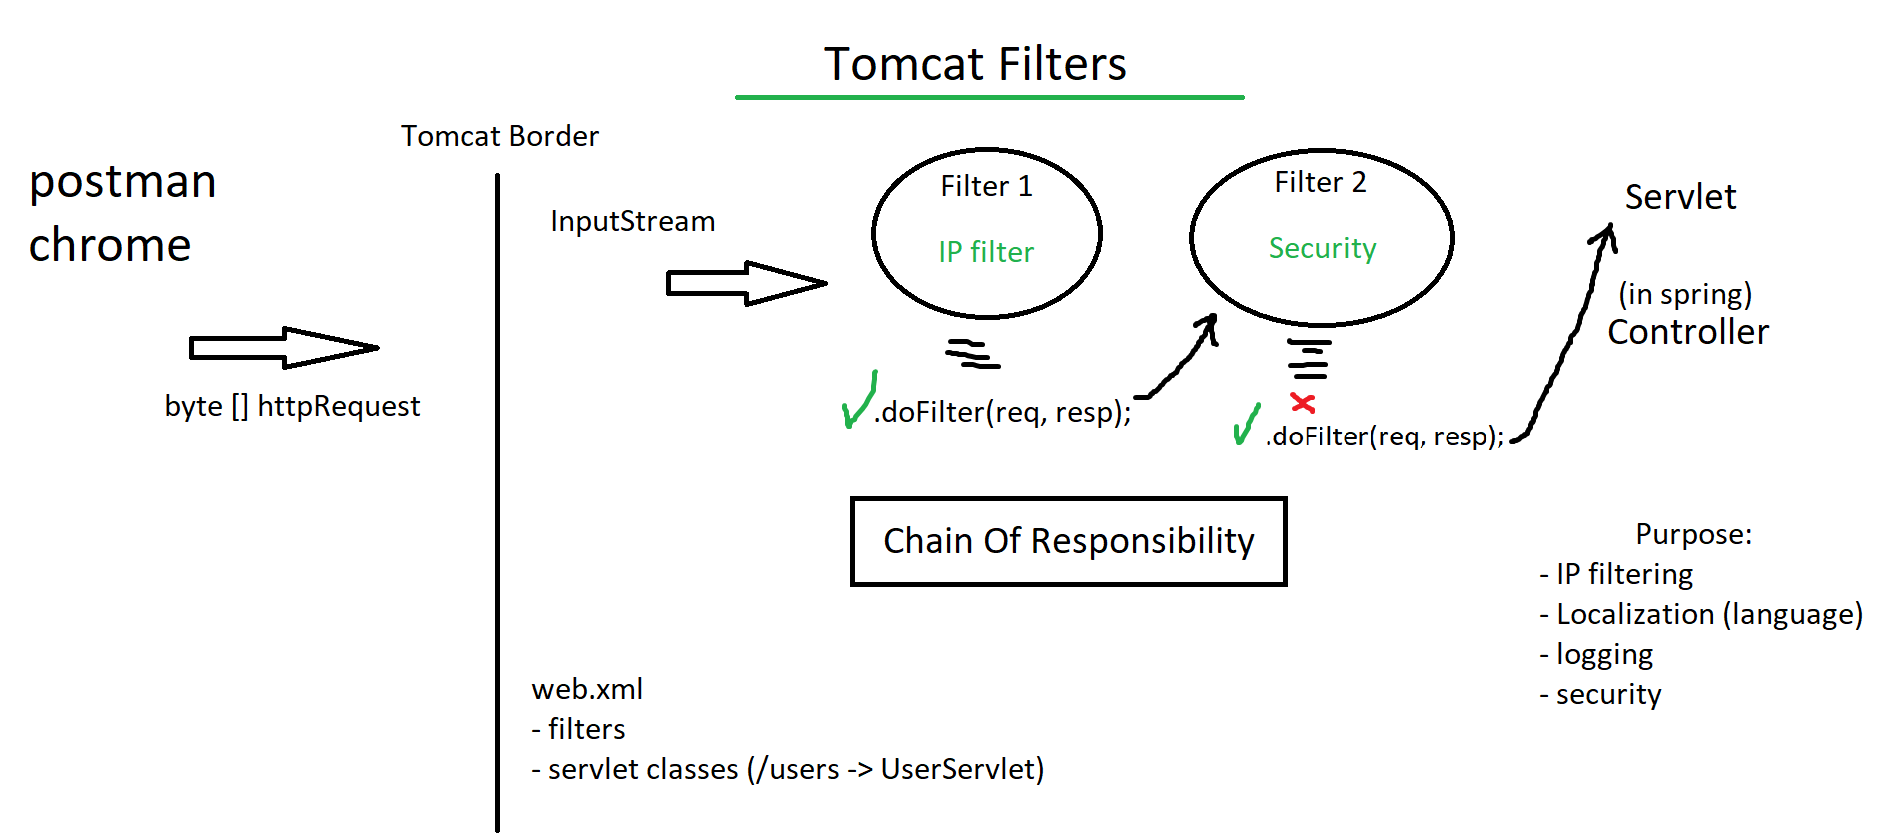 Tomcat Filters
Tomcat Border
postman
chrome
byte [] httpRequest
InputStream
Filter 1
IP filter
.doFilter(req, resp);
Filter 2
Security
.doFilter(req, resp);
Servlet
(in spring)
Controller
Chain Of Responsibility
Purpose:
- IP filtering
- Localization (language)
- logging
- security
web.xml
- filters
- servlet classes (/users -> UserServlet)